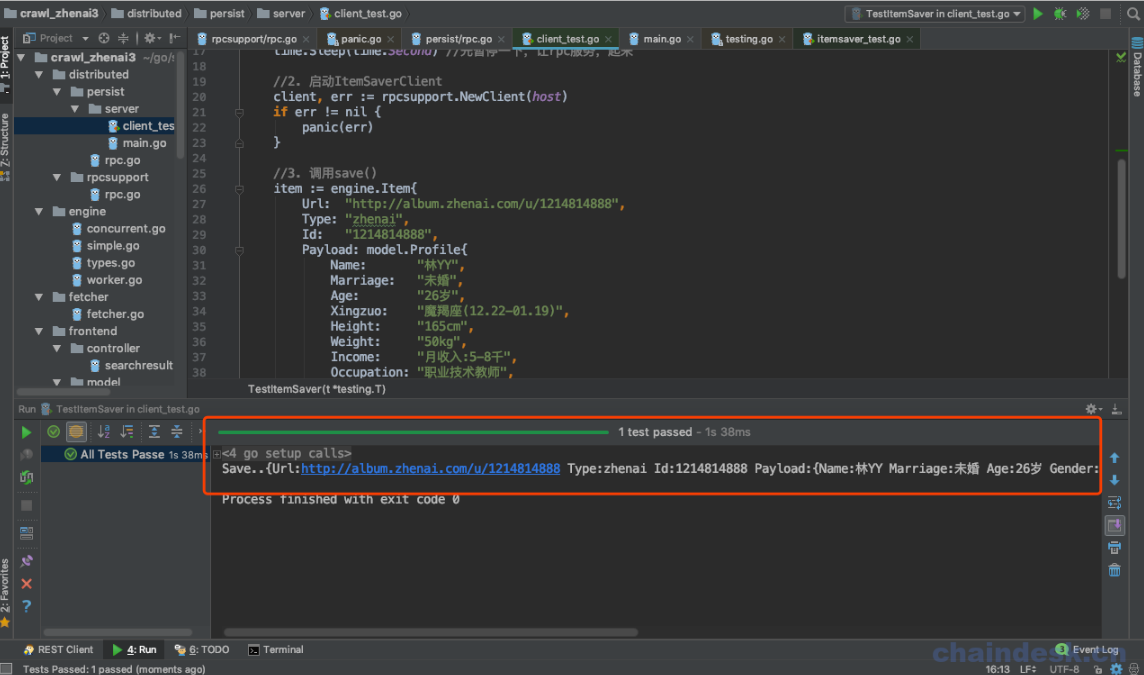 crawl_zhenai3 distributed persist server client_test.go TestItemSaver in client_test.go
Project rpcsupport/rpc.go panic.go persist/rpc.go client_test.go main.go testing.go itemsaver_test.go
1: Project
Z: Structure
2: Favorites
Database
crawl_zhenai3 ~/go/s
distributed
persist
server
client_tes
main.go
rpc.go
rpcsupport
rpc.go
engine
concurrent.go
simple.go
types.go
worker.go
fetcher
fetcher.go
frontend
controller
searchresult
model
17 time.Sleep(time.Second) //先暂停一下，让rpc服务，起来
18
19 //2. 启动ItemSaverClient
20 client, err := rpcsupport.NewClient(host)
21 if err != nil {
22 panic(err)
23 }
24
25 //3. 调用save()
26 item := engine.Item{
27 Url: "http://album.zhenai.com/u/1214814888",
28 Type: "zhenai",
29 Id: "1214814888",
30 Payload: model.Profile{
31 Name: "林YY",
32 Marriage: "未婚",
33 Age: "26岁",
34 Xingzuo: "魔羯座(12.22-01.19)",
35 Height: "165cm",
36 Weight: "50kg",
37 Income: "月收入:5-8千",
38 Occupation: "职业技术教师",
TestItemSaver(t *testing.T)
Run TestItemSaver in client_test.go
1 test passed - 1s 38ms
All Tests Passe 1s 38ms
<4 go setup calls>
Save..{Url:http://album.zhenai.com/u/1214814888 Type:zhenai Id:1214814888 Payload:{Name:林YY Marriage:未婚 Age:26岁 Gender:
Process finished with exit code 0
REST Client 4: Run 6: TODO Terminal 3 Event Log
chaindesk.cn
Tests Passed: 1 passed (moments ago) 16:13 LF UTF-8